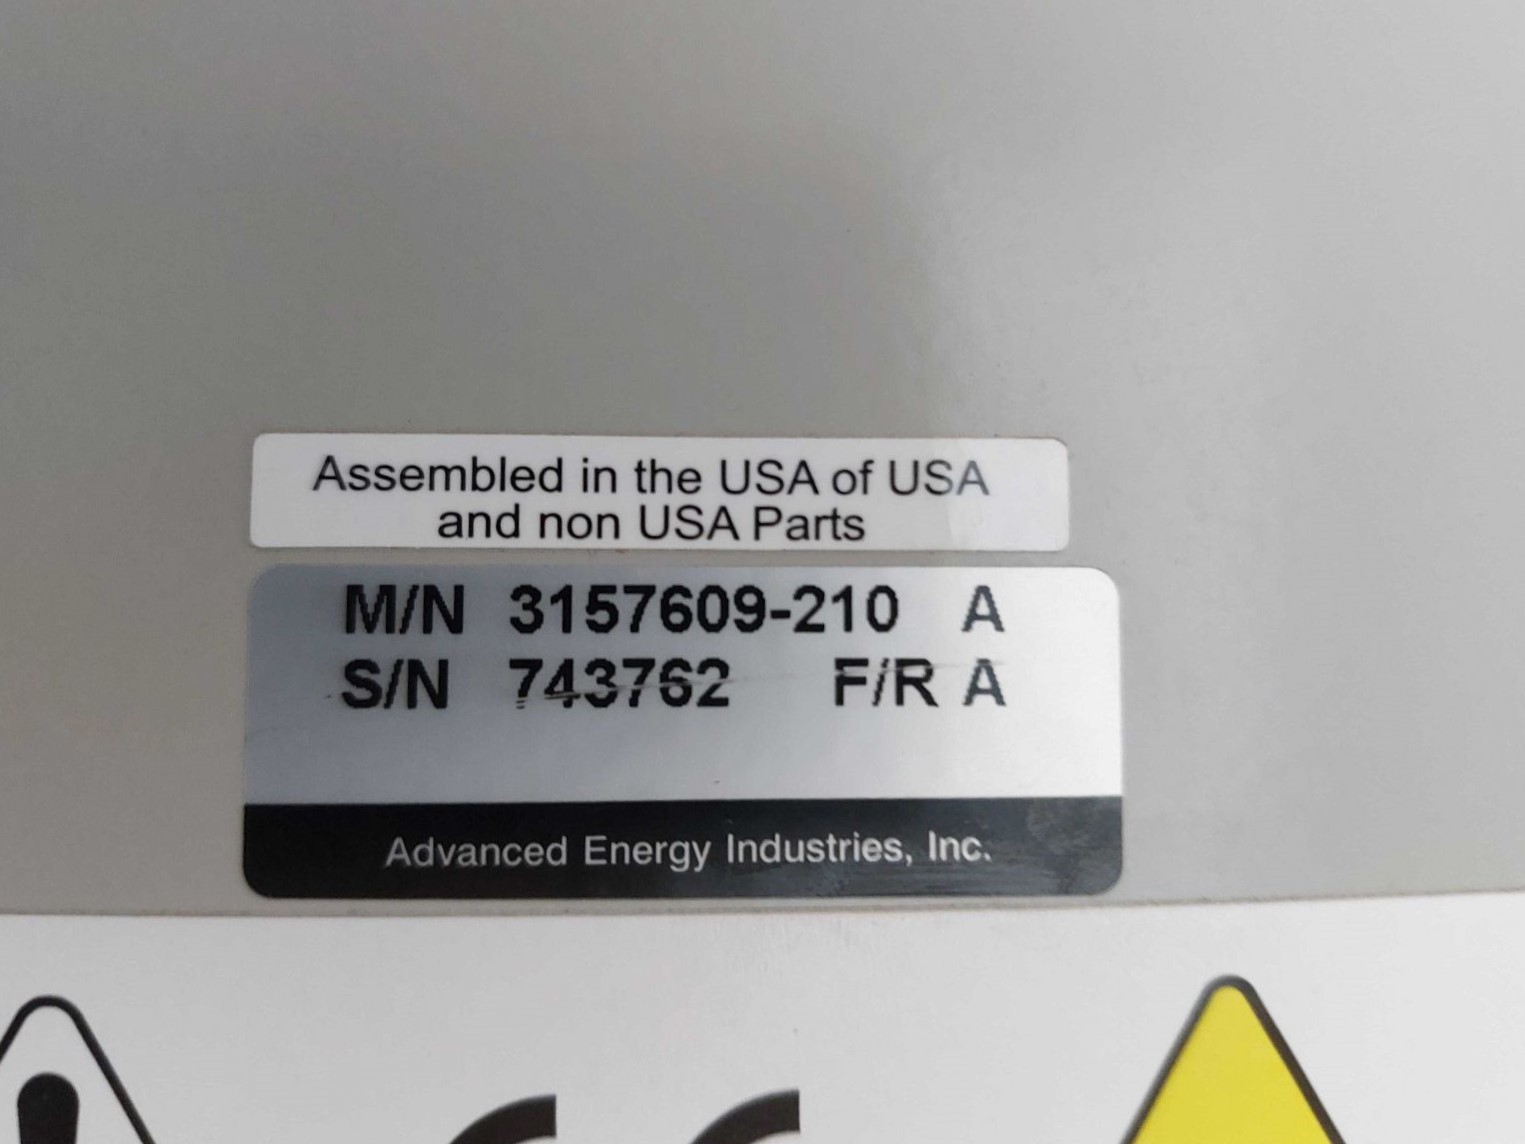 Assembled in the USA of USA
and non USA Parts
M/N 3157609-210 A
S/N 743762 F/R A
Advanced Energy Industries, Inc.